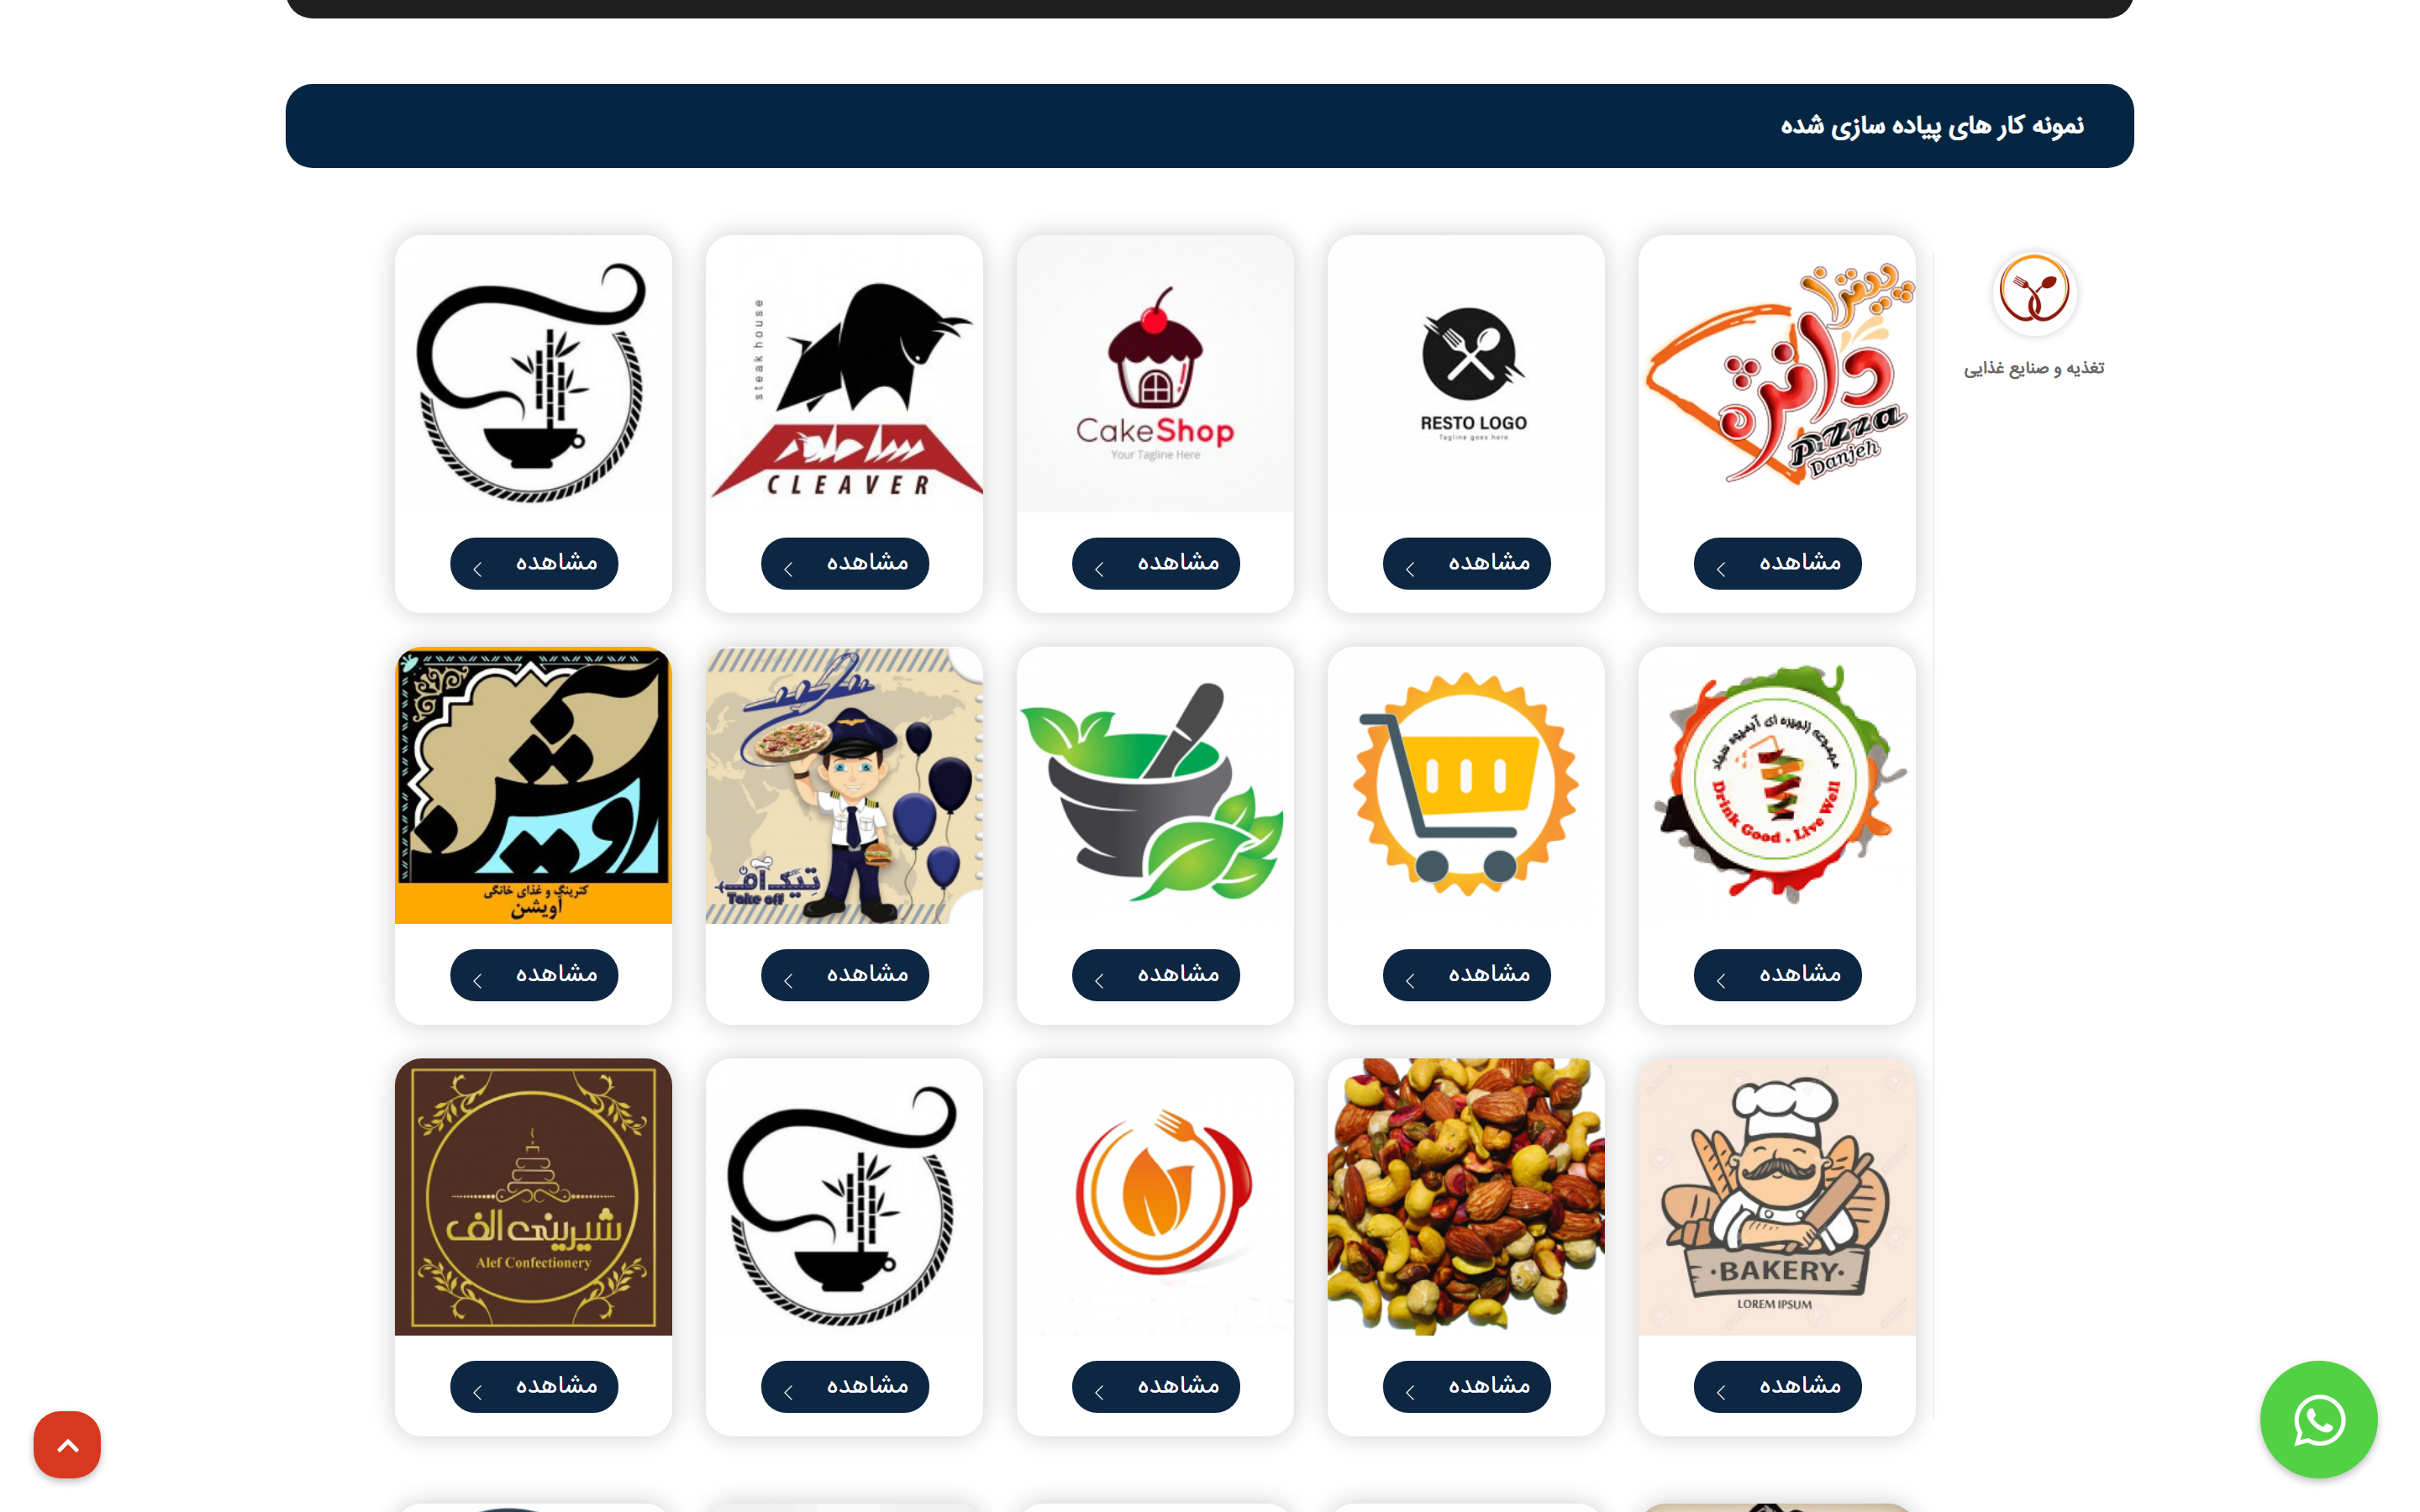 نمونه کار های پیاده سازی شده
تغذیه و صنایع غذایی
پیتزا
دانژه
pizza
Danjeh
RESTO LOGO
Tagline goes here
CakeShop
Your Tagline Here
steak house
ساطور
CLEAVER
مشاهده
مشاهده
مشاهده
مشاهده
مشاهده
مجموعه زنجیره ای آبمیوه
Drink Good . Live Well
تیک آف
Take off
آویشن
کترینگ و غذای خانگی
آویشن
مشاهده
مشاهده
مشاهده
مشاهده
مشاهده
BAKERY
LOREM IPSUM
شیرینی الف
Alef Confectionery
مشاهده
مشاهده
مشاهده
مشاهده
مشاهده